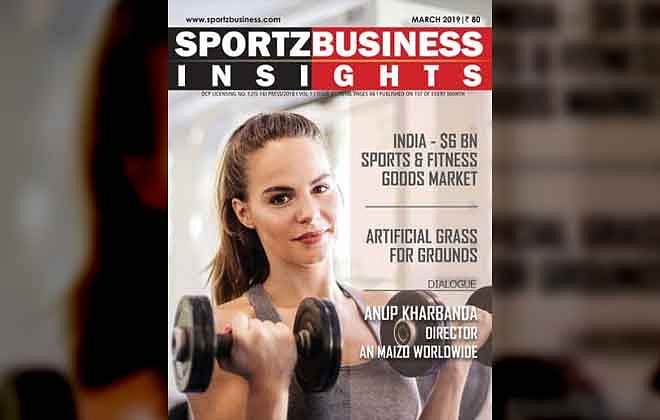 www.sportzbusiness.com
MARCH 2019 | ₹ 80
SPORTZBUSINESS
INSIGHTS
INDIA - $6 BN
SPORTS & FITNESS
GOODS MARKET
ARTIFICIAL GRASS
FOR GROUNDS
DIALOGUE
ANUP KHARBANDA
DIRECTOR
AN MAIZO WORLDWIDE